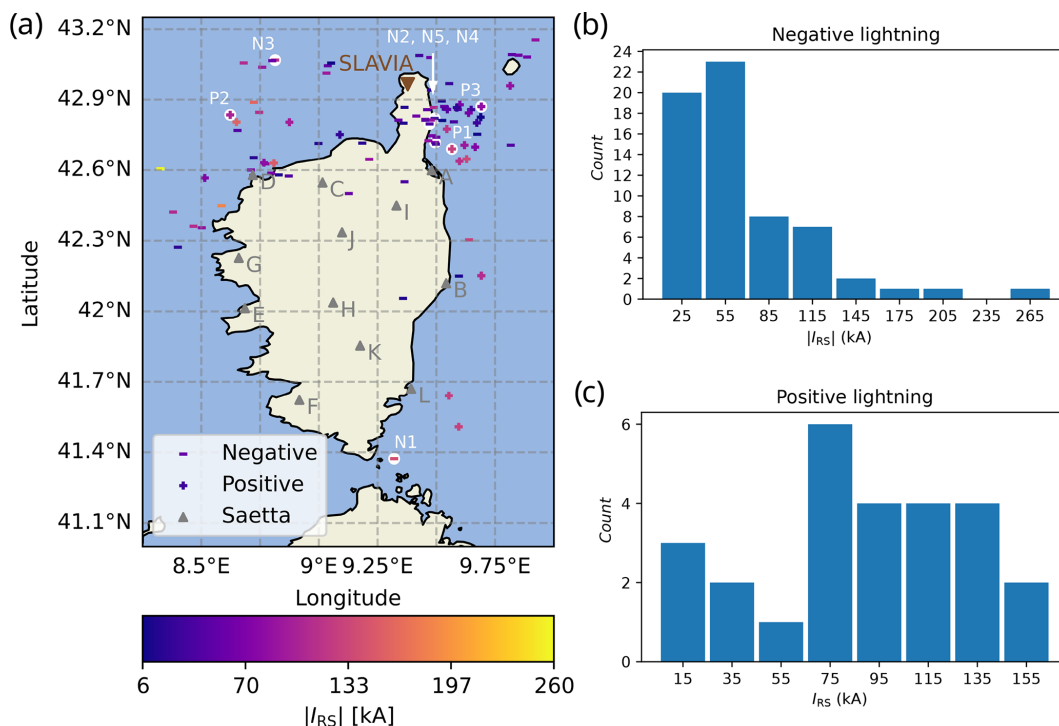 (a)
43.2°N
42.9°N
42.6°N
42.3°N
42°N
41.7°N
41.4°N
41.1°N
Latitude
N3
N2, N5, N4
SLAVIA
P2
P3
P1
A
D
C
I
J
G
B
E
H
K
F
L
N1
Negative
Positive
Saetta
8.5°E
9°E
9.25°E
9.75°E
Longitude
6
70
133
197
260
|I_RS| [kA]
(b)
Negative lightning
24
22
20
18
16
14
12
10
8
6
4
2
0
Count
25
55
85
115
145
175
205
235
265
|I_RS| (kA)
(c)
Positive lightning
6
4
2
0
Count
15
35
55
75
95
115
135
155
I_RS (kA)